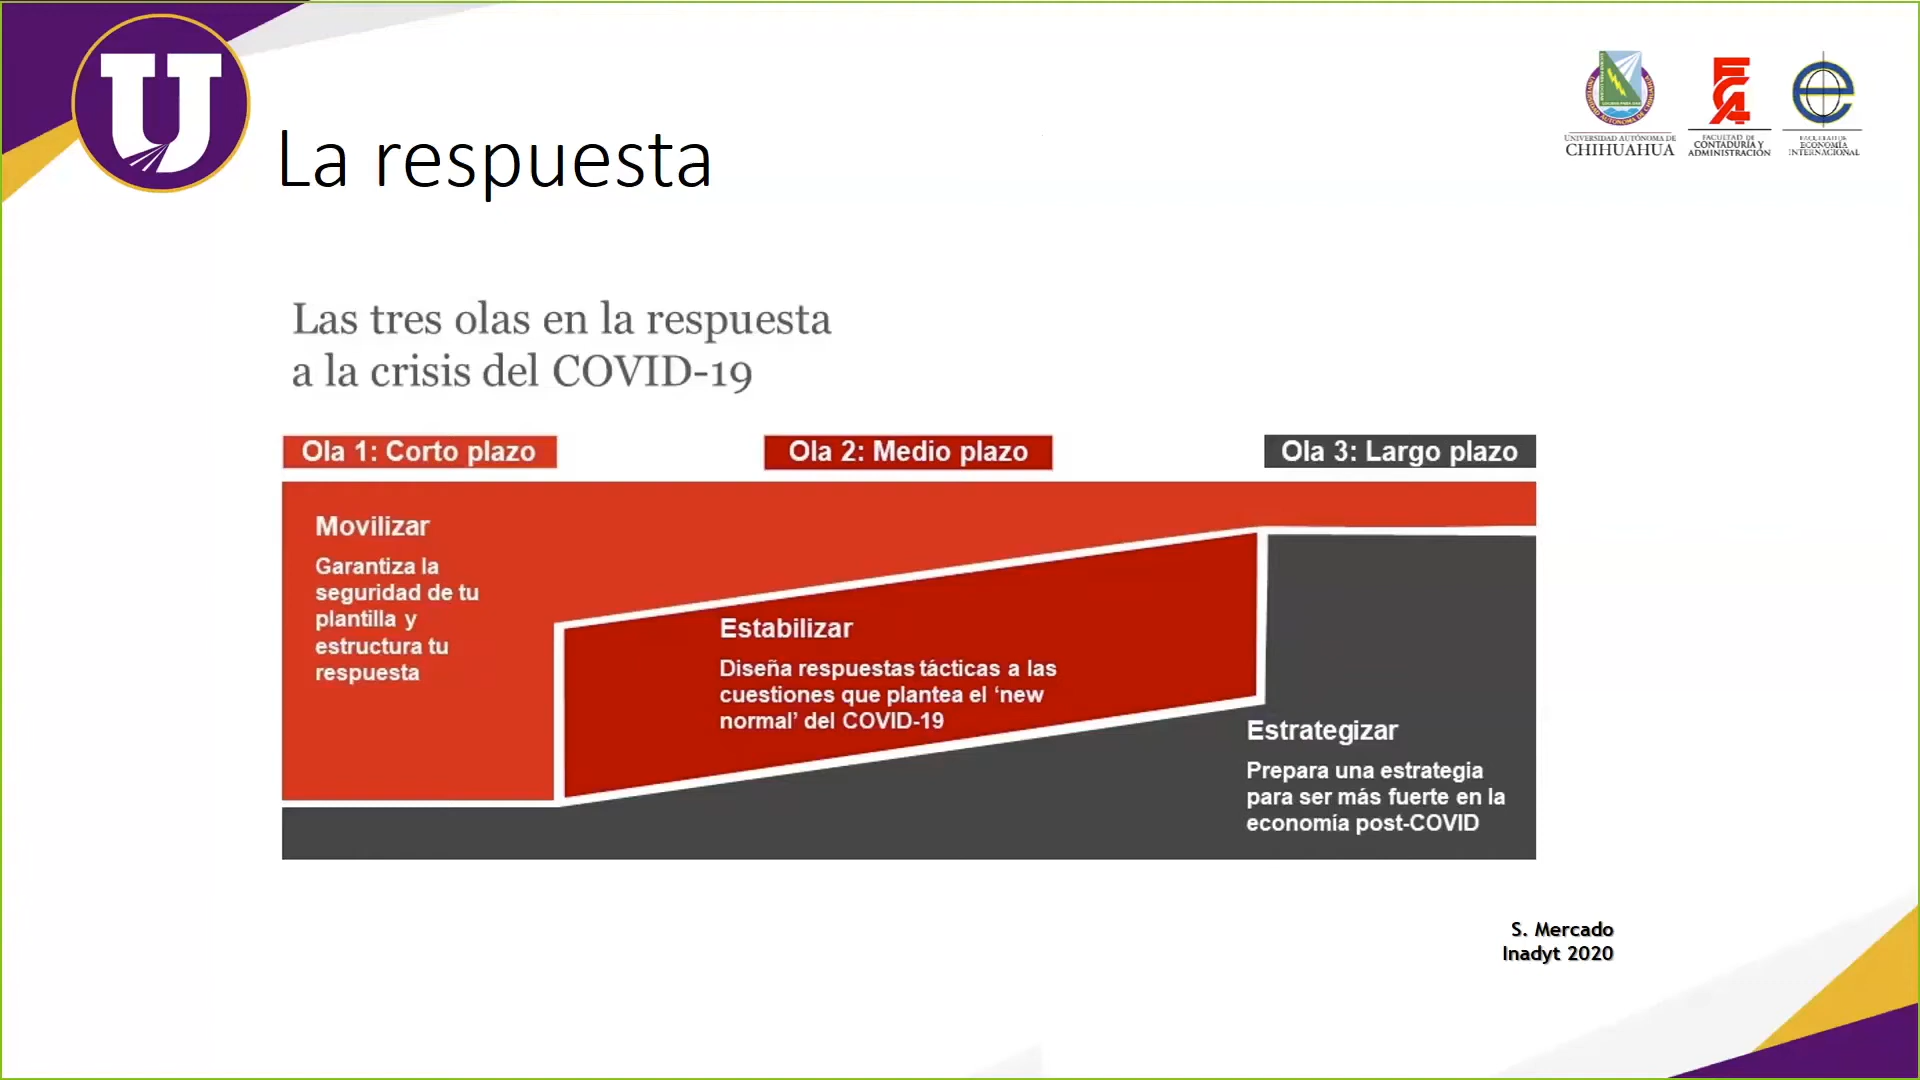 La respuesta
UNIVERSIDAD AUTÓNOMA DE
CHIHUAHUA
FACULTAD DE
CONTADURÍA Y
ADMINISTRACIÓN
FACULTAD DE
ECONOMÍA
INTERNACIONAL
Las tres olas en la respuesta
a la crisis del COVID-19
Ola 1: Corto plazo
Ola 2: Medio plazo
Ola 3: Largo plazo
Movilizar
Garantiza la
seguridad de tu
plantilla y
estructura tu
respuesta
Estabilizar
Diseña respuestas tácticas a las
cuestiones que plantea el ‘new
normal’ del COVID-19
Estrategizar
Prepara una estrategia
para ser más fuerte en la
economía post-COVID
S. Mercado
Inadyt 2020